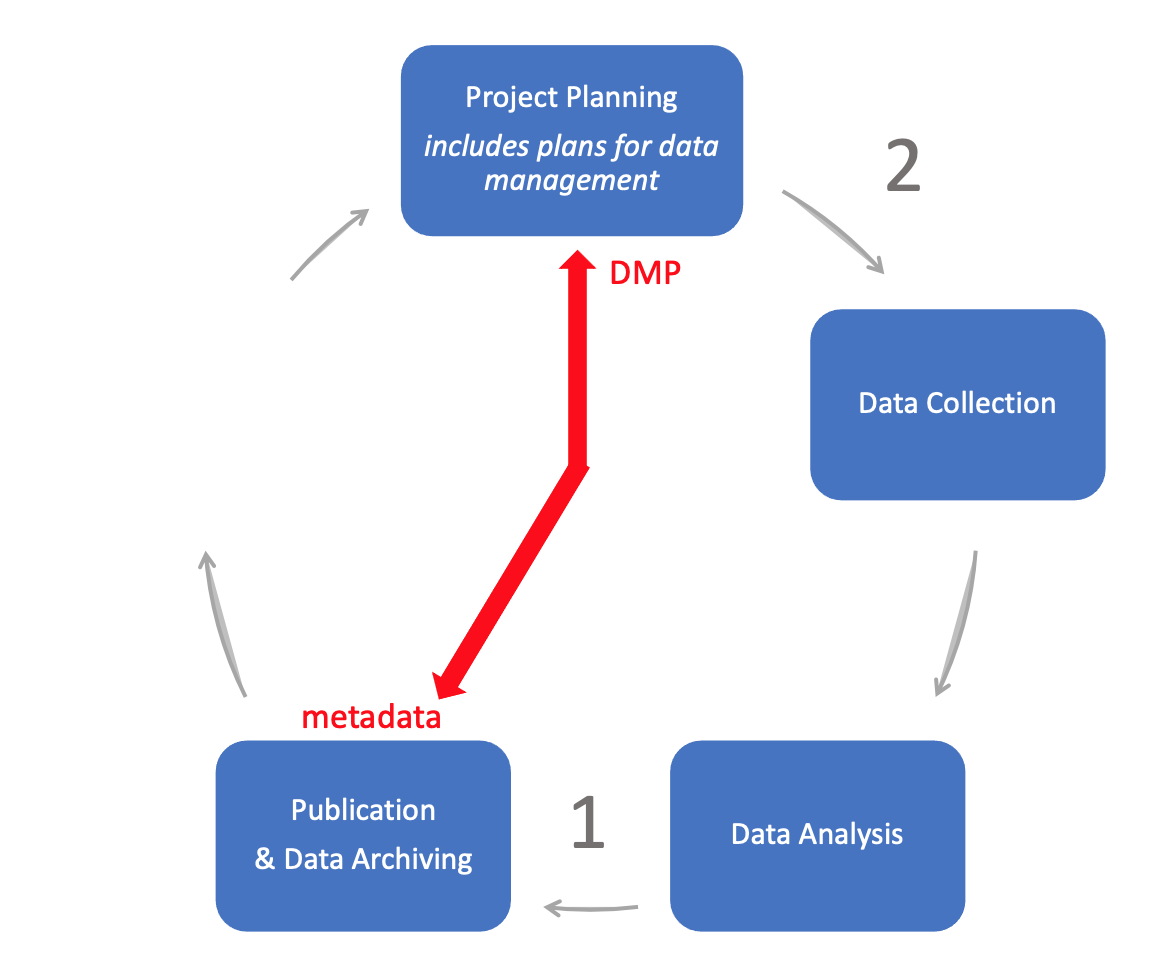 Project Planning
includes plans for data
management
2
DMP
Data Collection
metadata
Publication
& Data Archiving
1
Data Analysis